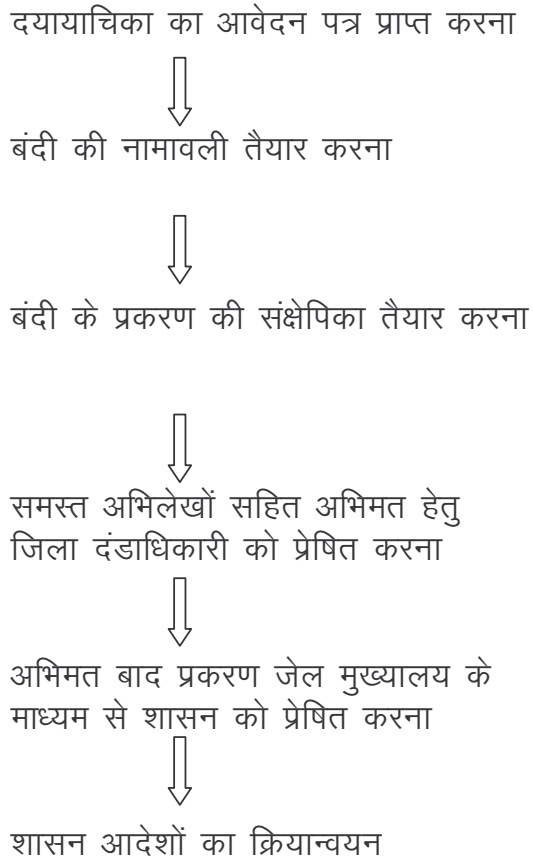 दयायाचिका का आवेदन पत्र प्राप्त करना
बंदी की नामावली तैयार करना
बंदी के प्रकरण की संक्षेपिका तैयार करना
समस्त अभिलेखों सहित अभिमत हेतु
जिला दंडाधिकारी को प्रेषित करना
अभिमत बाद प्रकरण जेल मुख्यालय के
माध्यम से शासन को प्रेषित करना
शासन आदेशों का क्रियान्वयन